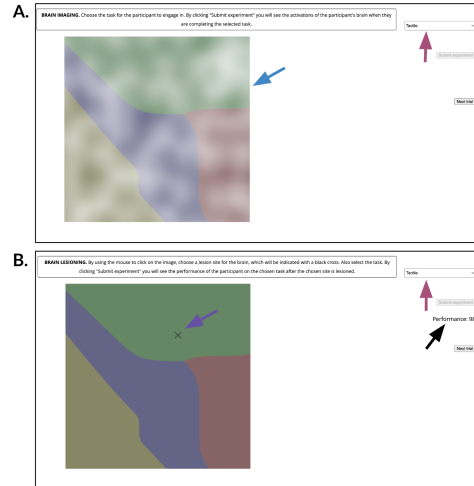 A.
BRAIN IMAGING. Choose the task for the participant to engage in. By clicking "Submit experiment" you will see the activations of the participant's brain when they
are completing the selected task.
Tactile
Submit experiment
Next trial
B.
BRAIN LESIONING. By using the mouse to click on the image, choose a lesion site for the brain, which will be indicated with a black cross. Also select the task. By
clicking "Submit experiment" you will see the performance of the participant on the chosen task after the chosen site is lesioned.
Tactile
Submit experiment
Performance: 98
Next trial